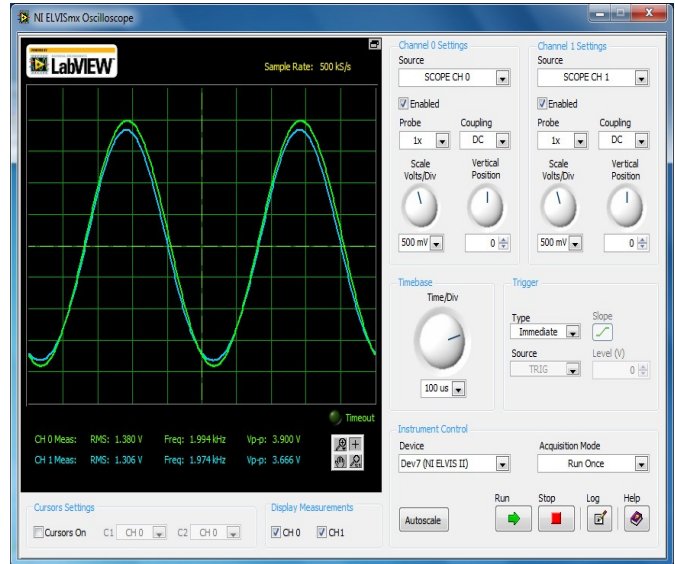 NI ELVISmx Oscilloscope
POWERED BY
LabVIEW
Sample Rate: 500 kS/s
Timeout
CH 0 Meas: RMS: 1.380 V Freq: 1.994 kHz Vp-p: 3.900 V
CH 1 Meas: RMS: 1.306 V Freq: 1.974 kHz Vp-p: 3.666 V
Cursors Settings
Cursors On C1 CH 0 C2 CH 0
Display Measurements
CH 0 CH1
Channel 0 Settings
Source
SCOPE CH 0
Enabled
Probe Coupling
1x DC
Scale Vertical
Volts/Div Position
500 mV 0
Channel 1 Settings
Source
SCOPE CH 1
Enabled
Probe Coupling
1x DC
Scale Vertical
Volts/Div Position
500 mV 0
Timebase
Time/Div
100 us
Trigger
Type Slope
Immediate
Source Level (V)
TRIG 0
Instrument Control
Device Acquisition Mode
Dev7 (NI ELVIS II) Run Once
Run Stop Log Help
Autoscale